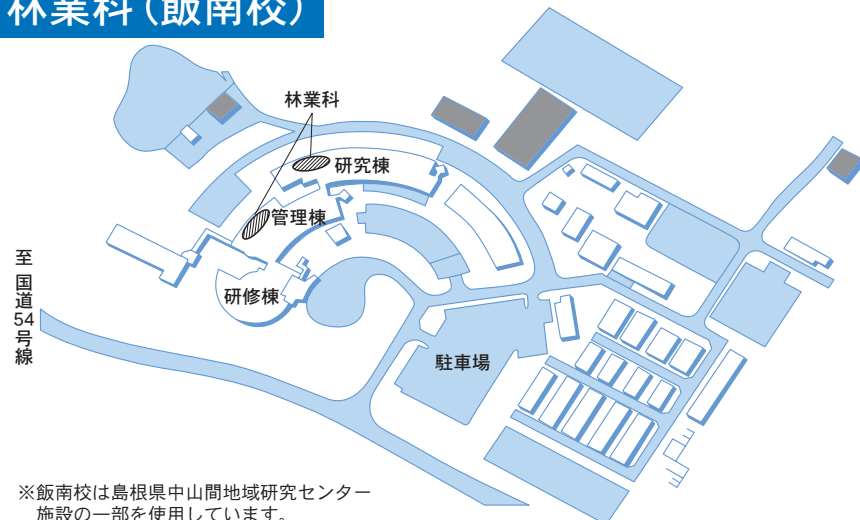 林業科（飯南校）
林業科
研究棟
管理棟
研修棟
至 国道54号線
駐車場
※飯南校は島根県中山間地域研究センター
施設の一部を使用しています。